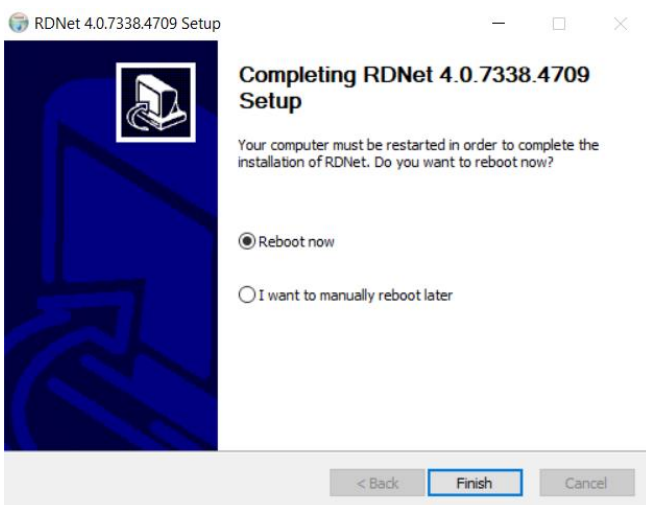 RDNet 4.0.7338.4709 Setup
Completing RDNet 4.0.7338.4709
Setup
Your computer must be restarted in order to complete the
installation of RDNet. Do you want to reboot now?
Reboot now
I want to manually reboot later
< Back
Finish
Cancel